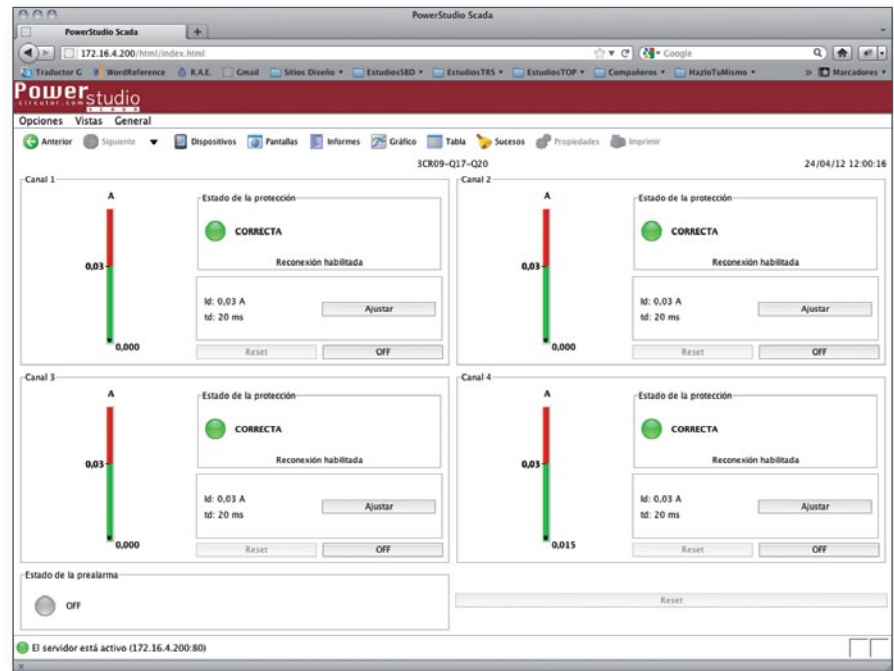 PowerStudio Scada
PowerStudio Scada
172.16.4.200/html/index.html
Google
Traductor G
WordReference
R.A.E.
Gmail
Sitios Diseño
EstudiosSBD
EstudiosTRS
EstudiosTOP
Compañeros
HazloTuMismo
Marcadores
Power studio
circutor.com s c a d a
Opciones Vistas General
Anterior Siguiente Dispositivos Pantallas Informes Gráfico Tabla Sucesos Propiedades Imprimir
3CR09-Q17-Q20
24/04/12 12:00:16
Canal 1
A
0,03
0,000
Estado de la protección
CORRECTA
Reconexión habilitada
Id: 0,03 A
td: 20 ms
Ajustar
Reset
OFF
Canal 2
A
0,03
0,000
Estado de la protección
CORRECTA
Reconexión habilitada
Id: 0,03 A
td: 20 ms
Ajustar
Reset
OFF
Canal 3
A
0,03
0,000
Estado de la protección
CORRECTA
Reconexión habilitada
Id: 0,03 A
td: 20 ms
Ajustar
Reset
OFF
Canal 4
A
0,03
0,015
Estado de la protección
CORRECTA
Reconexión habilitada
Id: 0,03 A
td: 20 ms
Ajustar
Reset
OFF
Estado de la prealarma
OFF
Reset
El servidor está activo (172.16.4.200:80)